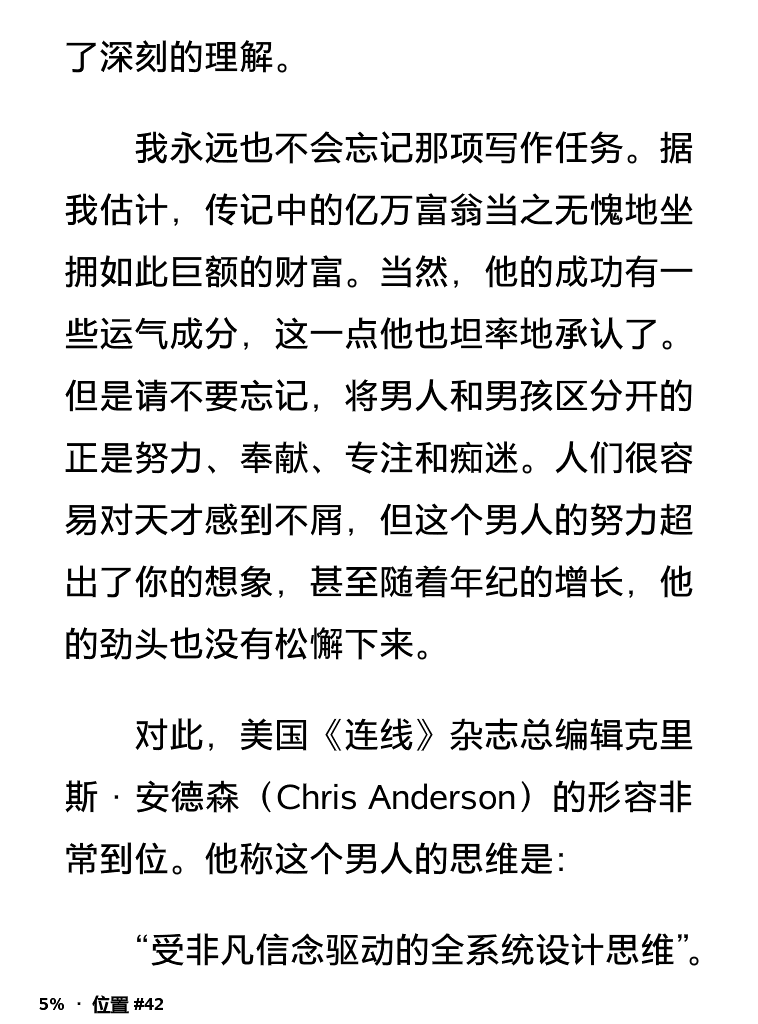 了深刻的理解。
我永远也不会忘记那项写作任务。据
我估计，传记中的亿万富翁当之无愧地坐
拥如此巨额的财富。当然，他的成功有一
些运气成分，这一点他也坦率地承认了。
但是请不要忘记，将男人和男孩区分开的
正是努力、奉献、专注和痴迷。人们很容
易对天才感到不屑，但这个男人的努力超
出了你的想象，甚至随着年纪的增长，他
的劲头也没有松懈下来。
对此，美国《连线》杂志总编辑克里
斯·安德森（Chris Anderson）的形容非
常到位。他称这个男人的思维是：
“受非凡信念驱动的全系统设计思维”。
5% · 位置 #42